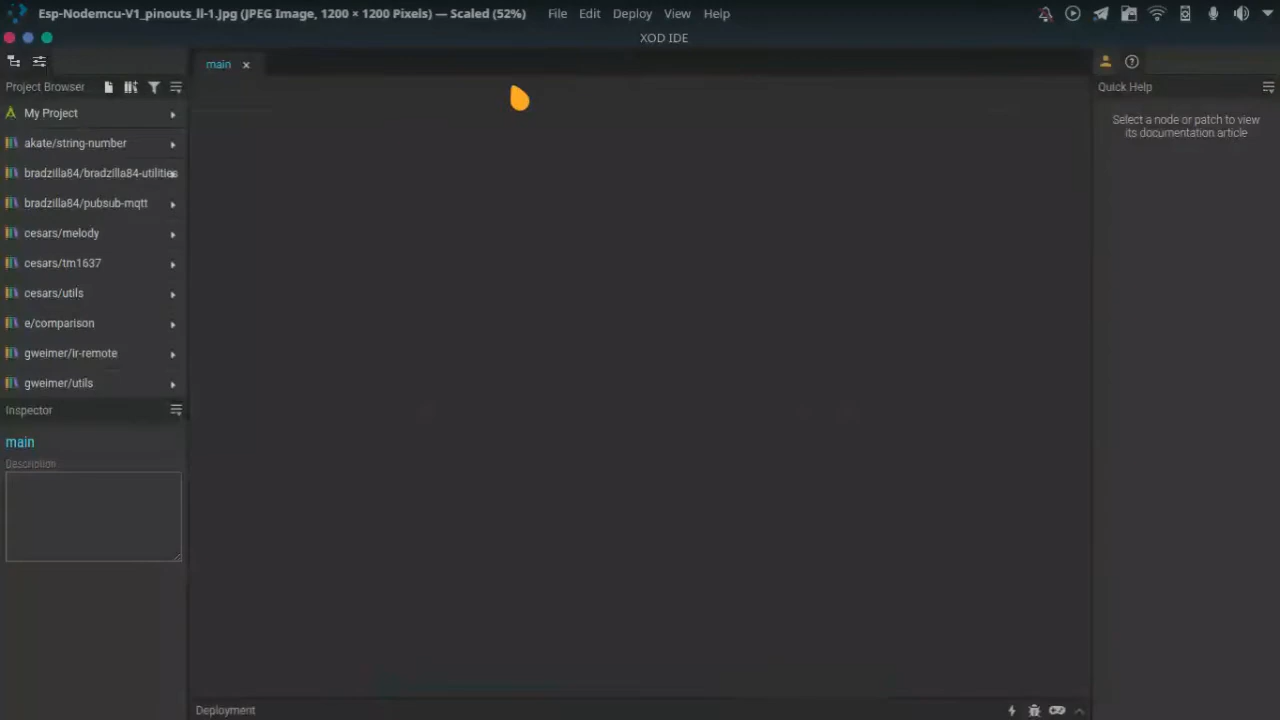 Esp-Nodemcu-V1_pinouts_ll-1.Jpg (JPEG Image, 1200 × 1200 Pixels) — Scaled (52%) File Edit Deploy View Help
XOD IDE
main
Project Browser
Quick Help
My Project
Select a node or patch to view
its documentation article
akate/string-number
bradzilla84/bradzilla84-utilities
bradzilla84/pubsub-mqtt
cesars/melody
cesars/tm1637
cesars/utils
e/comparison
gweimer/ir-remote
gweimer/utils
Inspector
main
Description
Deployment